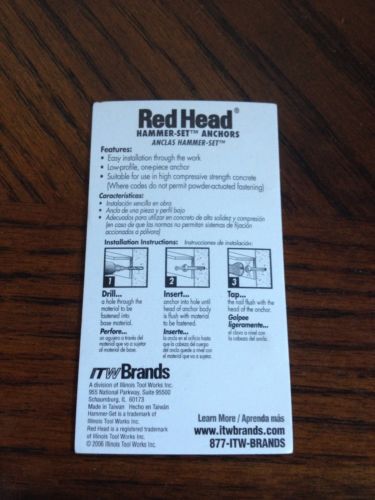 Red Head®
HAMMER-SET™ ANCHORS
ANCLAS HAMMER-SET™
Features:
• Easy installation through the work
• Low-profile, one-piece anchor
• Suitable for use in high compressive strength concrete
(Where codes do not permit powder-actuated fastening)
Características:
• Instalación sencilla en obra
• Ancla de una pieza y perfil bajo
• Adecuados para utilizar en concreto de alta solidez y compresión
(en caso de que las normas no permitan sistemas de fijación
accionados a pólvora)
Installation Instructions: Instrucciones de instalación:
1
Drill...
a hole through the
material to be
fastened into
base material.
Perfore...
un agujero a través del
material que va a sujetar
al material de base.
2
Insert...
anchor into hole until
head of anchor body
is flush with material
to be fastened.
Inserte...
ancla en el orificio hasta
que la cabeza del cuerpo
del ancla quede a nivel con
el material que va a sujetar.
3
Tap...
the nail flush with the
head of the anchor.
Golpee
ligeramente...
el clavo a nivel con
la cabeza del ancla.
ITWBrands
A division of Illinois Tool Works Inc.
955 National Parkway, Suite 95500
Schaumburg, IL 60173
Made in Taiwan Hecho en Taiwán
Hammer-Set is a trademark of
Illinois Tool Works Inc.
Red Head is a registered trademark
of Illinois Tool Works Inc.
© 2006 Illinois Tool Works Inc.
Learn More / Aprenda más
www.itwbrands.com
877-ITW-BRANDS